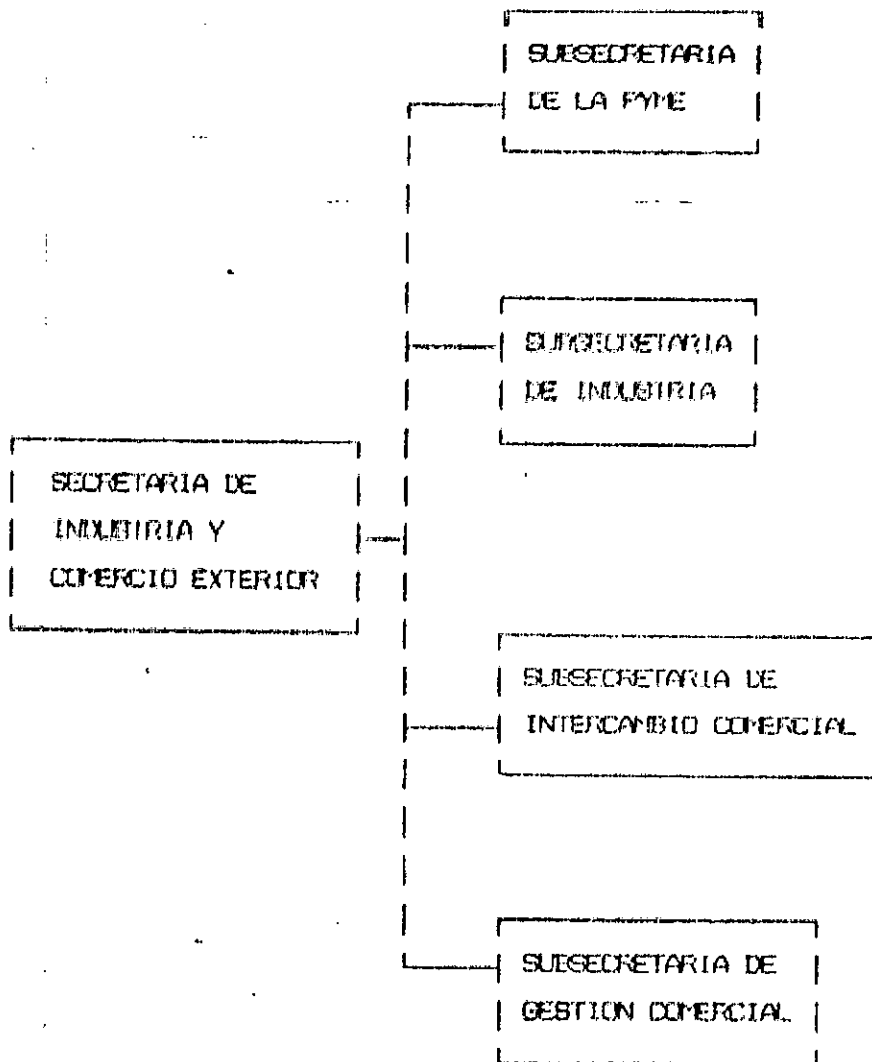 SUBSECRETARIA
DE LA PYME
SUBSECRETARIA
DE INDUSTRIA
SECRETARIA DE
INDUSTRIA Y
COMERCIO EXTERIOR
SUBSECRETARIA DE
INTERCAMBIO COMERCIAL
SUBSECRETARIA DE
GESTION COMERCIAL